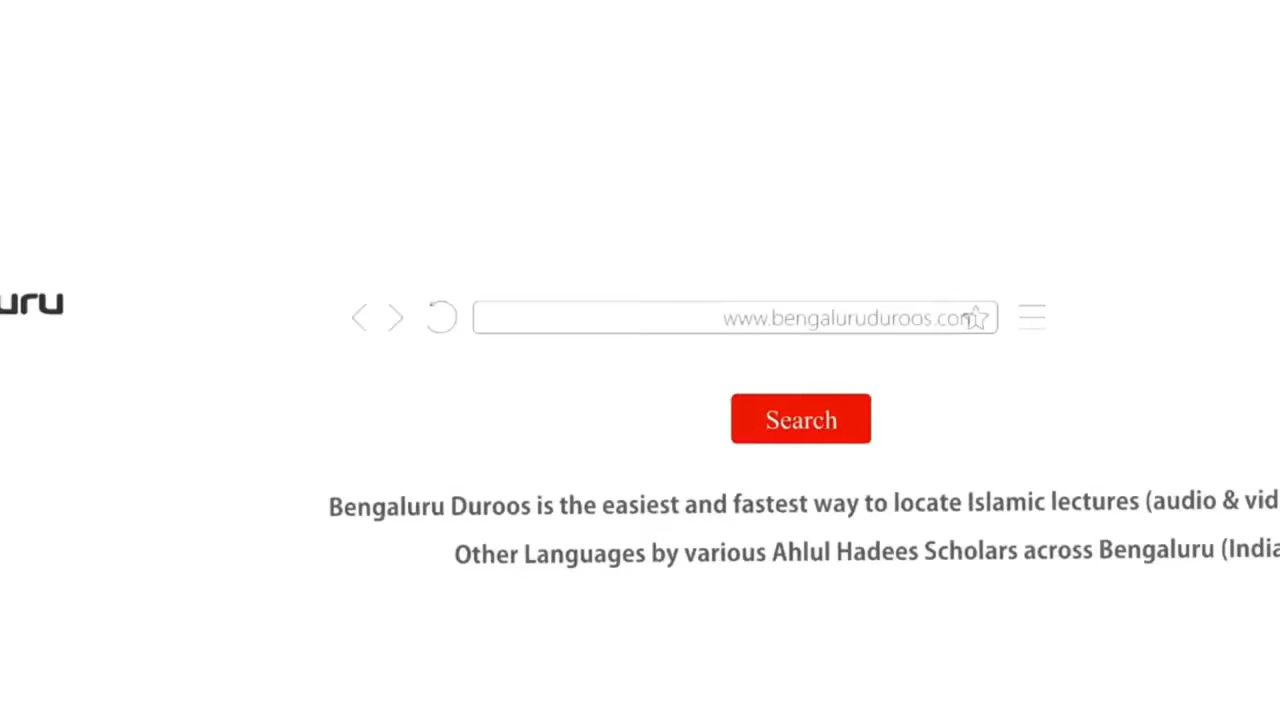 uru
www.bengaluruduroos.com
Search
Bengaluru Duroos is the easiest and fastest way to locate Islamic lectures (audio & vid
Other Languages by various Ahlul Hadees Scholars across Bengaluru (India